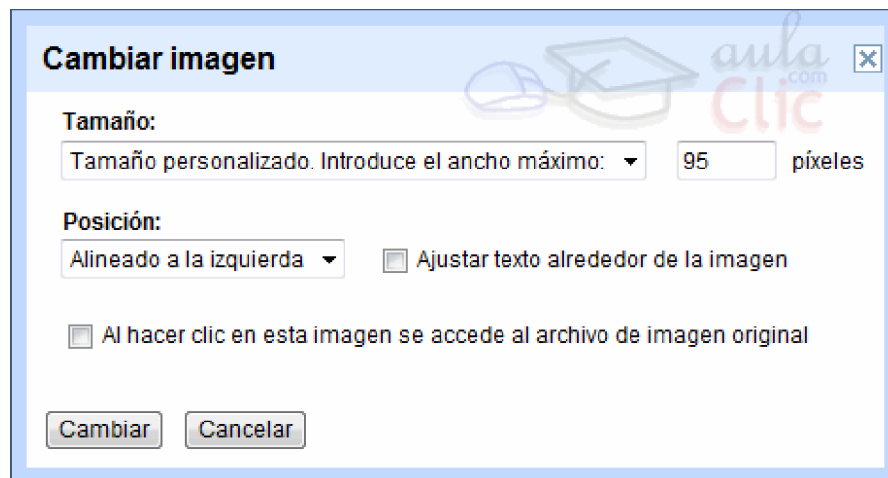 Cambiar imagen
aula
.com
Clic
Tamaño:
Tamaño personalizado. Introduce el ancho máximo: 95 píxeles
Posición:
Alineado a la izquierda Ajustar texto alrededor de la imagen
Al hacer clic en esta imagen se accede al archivo de imagen original
Cambiar Cancelar